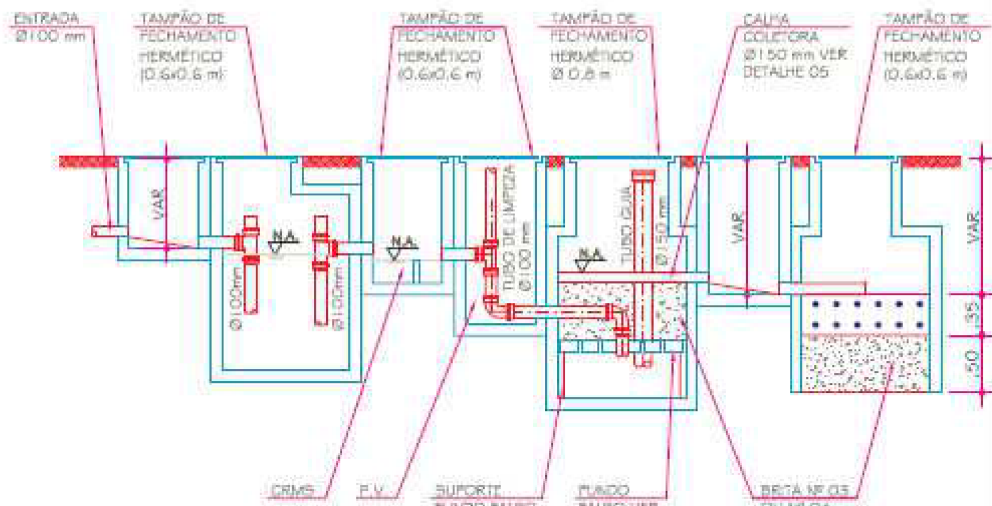 ENTRADA
Ø100 mm
TAMPÃO DE
FECHAMENTO
HERMÉTICO
(0.6x0.6 m)
TAMPÃO DE
FECHAMENTO
HERMÉTICO
(0.6x0.6 m)
TAMPÃO DE
FECHAMENTO
HERMÉTICO
Ø 0.8 m
CALHA
COLETORA
Ø150 mm VER
DETALHE 05
TAMPÃO DE
FECHAMENTO
HERMÉTICO
(0.6x0.6 m)
VAR
Ø100mm
N.A.
Ø100mm
N.A.
TUBO DE LIMPEZA
Ø100 mm
N.A.
TUBO GUIA
Ø150 mm
VAR
VAR
.35
.50
CRMS
P.V.
SUPORTE
FUNDO
BRITA Nº 03